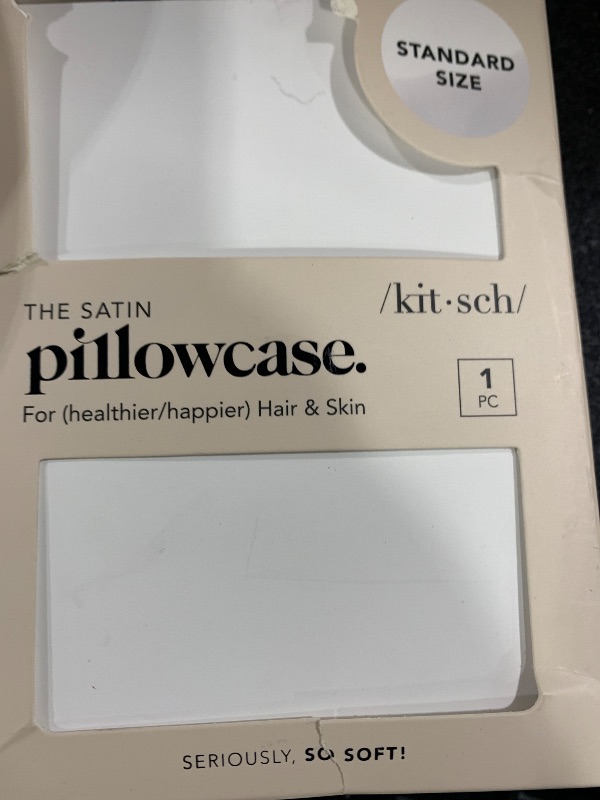 STANDARD
SIZE
/kit·sch/
THE SATIN
pillowcase.
For (healthier/happier) Hair & Skin
1
PC
SERIOUSLY, SO SOFT!